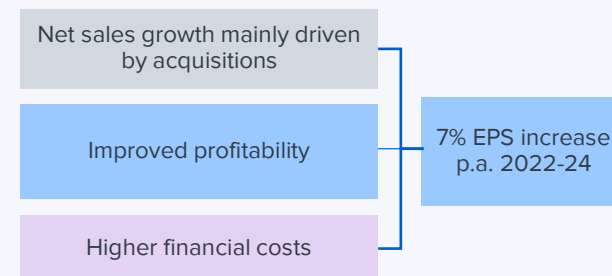 Net sales growth mainly driven
by acquisitions
Improved profitability
Higher financial costs
7% EPS increase
p.a. 2022-24